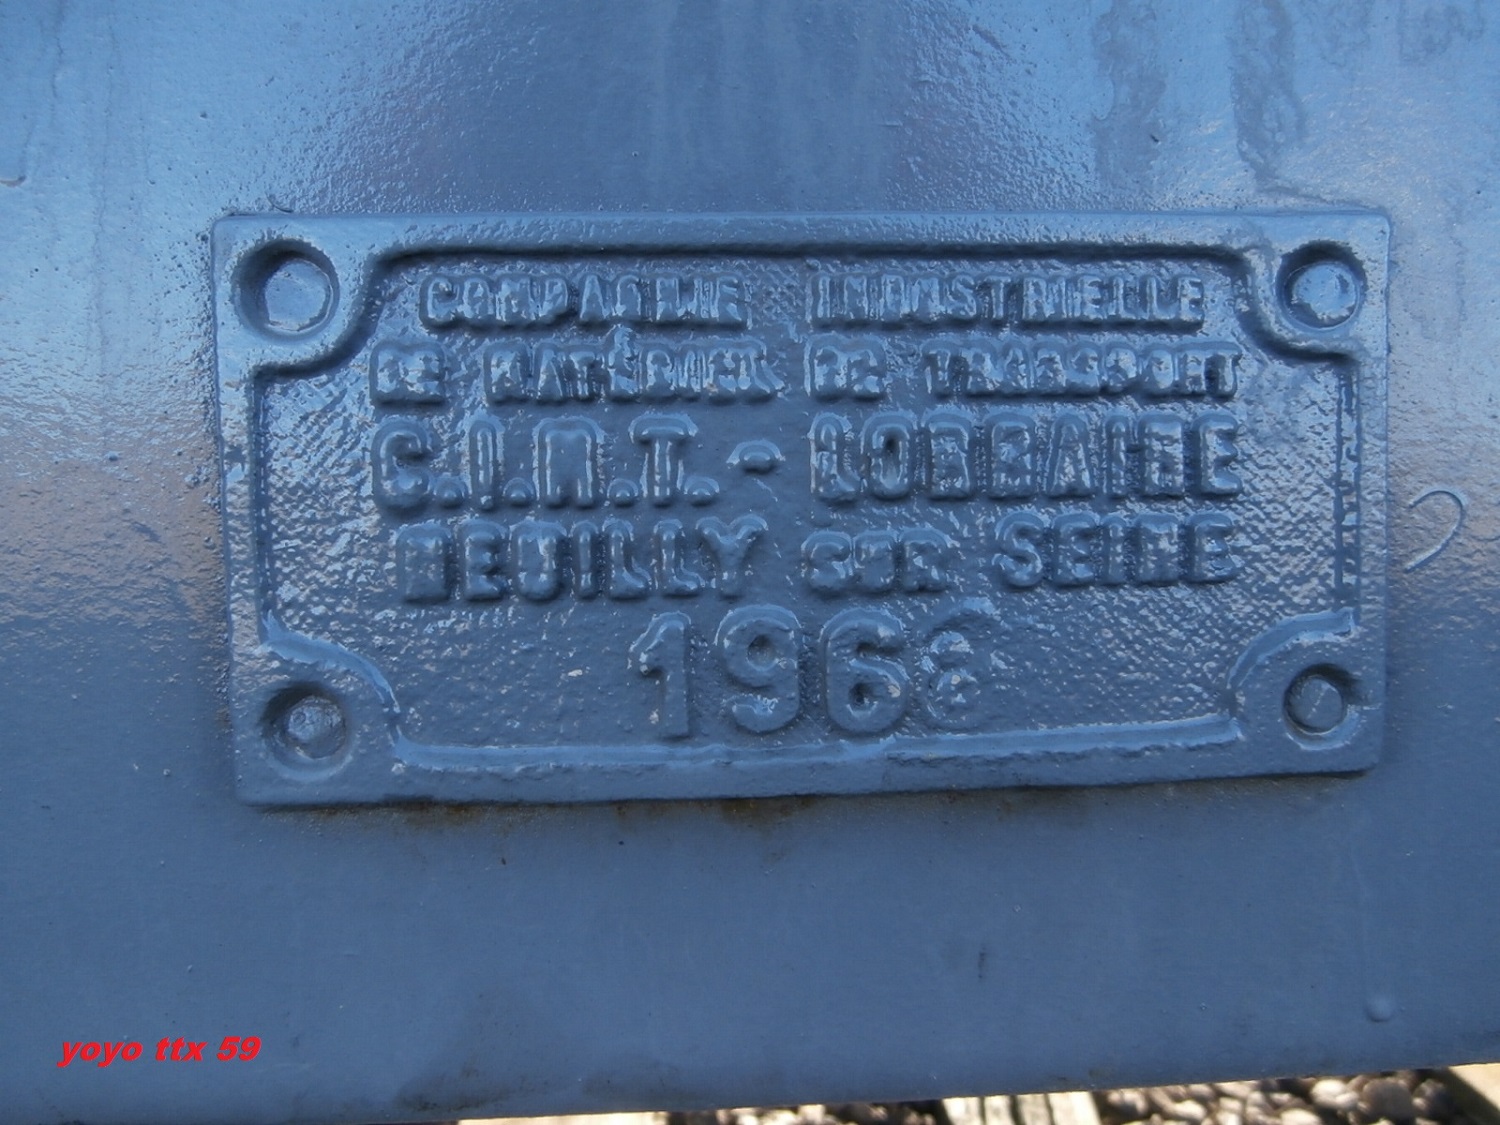 COMPAGNIE INDUSTRIELLE
DE MATÉRIEL DE TRANSPORT
C.I.M.T.-LORRAINE
NEUILLY SUR SEINE
yoyo ttx 59